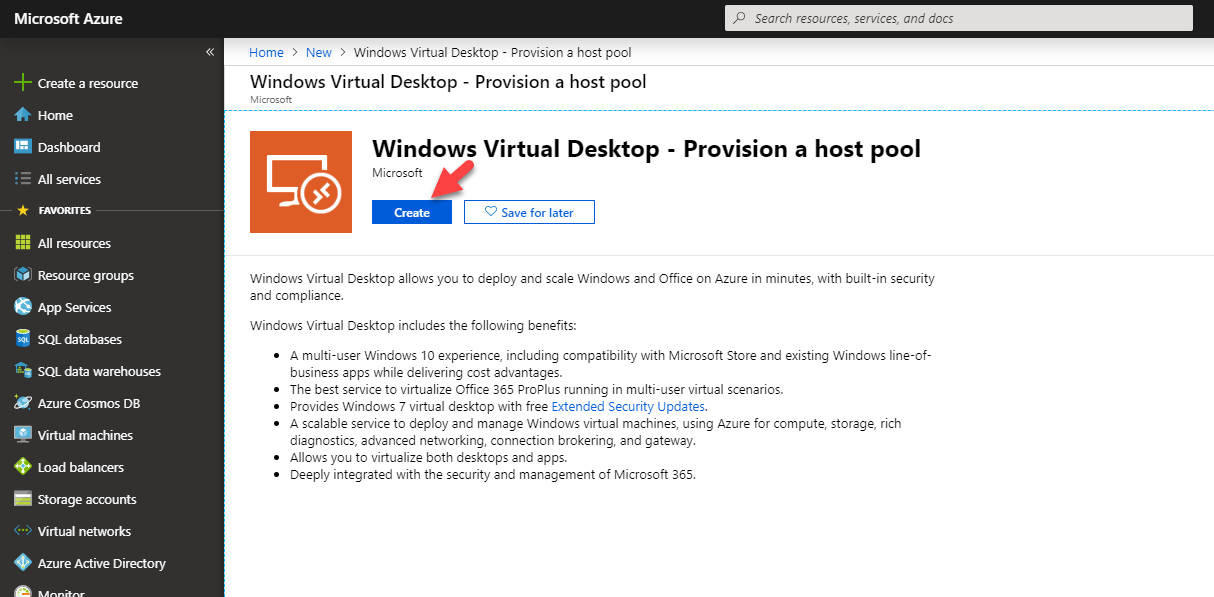 Microsoft Azure
Search resources, services, and docs
«
Create a resource
Home
Dashboard
All services
FAVORITES
All resources
Resource groups
App Services
SQL databases
SQL data warehouses
Azure Cosmos DB
Virtual machines
Load balancers
Storage accounts
Virtual networks
Azure Active Directory
Monitor
Home > New > Windows Virtual Desktop - Provision a host pool
Windows Virtual Desktop - Provision a host pool
Microsoft
Windows Virtual Desktop - Provision a host pool
Microsoft
Create
Save for later
Windows Virtual Desktop allows you to deploy and scale Windows and Office on Azure in minutes, with built-in security
and compliance.
Windows Virtual Desktop includes the following benefits:
• A multi-user Windows 10 experience, including compatibility with Microsoft Store and existing Windows line-of-
business apps while delivering cost advantages.
• The best service to virtualize Office 365 ProPlus running in multi-user virtual scenarios.
• Provides Windows 7 virtual desktop with free Extended Security Updates.
• A scalable service to deploy and manage Windows virtual machines, using Azure for compute, storage, rich
diagnostics, advanced networking, connection brokering, and gateway.
• Allows you to virtualize both desktops and apps.
• Deeply integrated with the security and management of Microsoft 365.